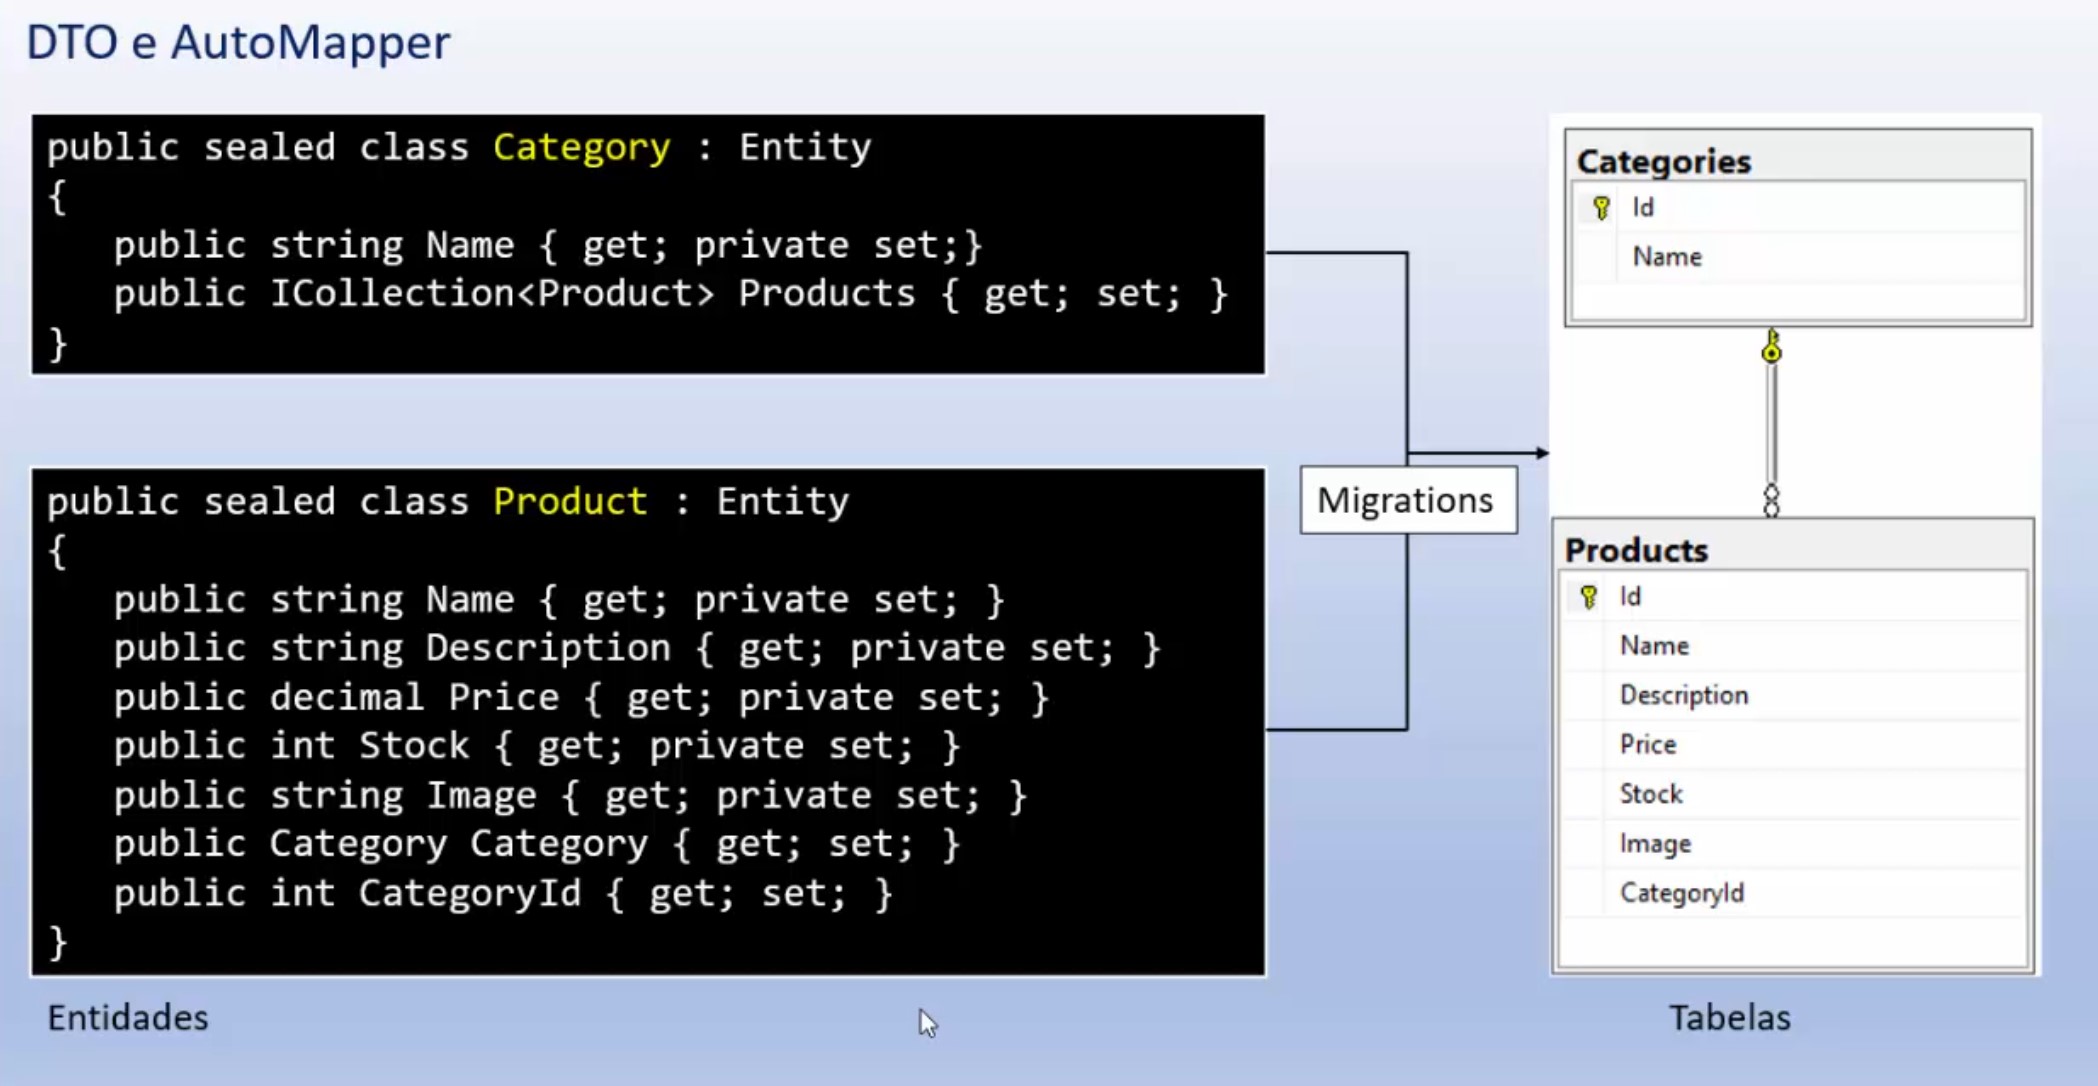 DTO e AutoMapper
public sealed class Category : Entity
{
public string Name { get; private set;}
public ICollection<Product> Products { get; set; }
}
public sealed class Product : Entity
{
public string Name { get; private set; }
public string Description { get; private set; }
public decimal Price { get; private set; }
public int Stock { get; private set; }
public string Image { get; private set; }
public Category Category { get; set; }
public int CategoryId { get; set; }
}
Entidades
Migrations
Categories
Id
Name
Products
Id
Name
Description
Price
Stock
Image
CategoryId
Tabelas